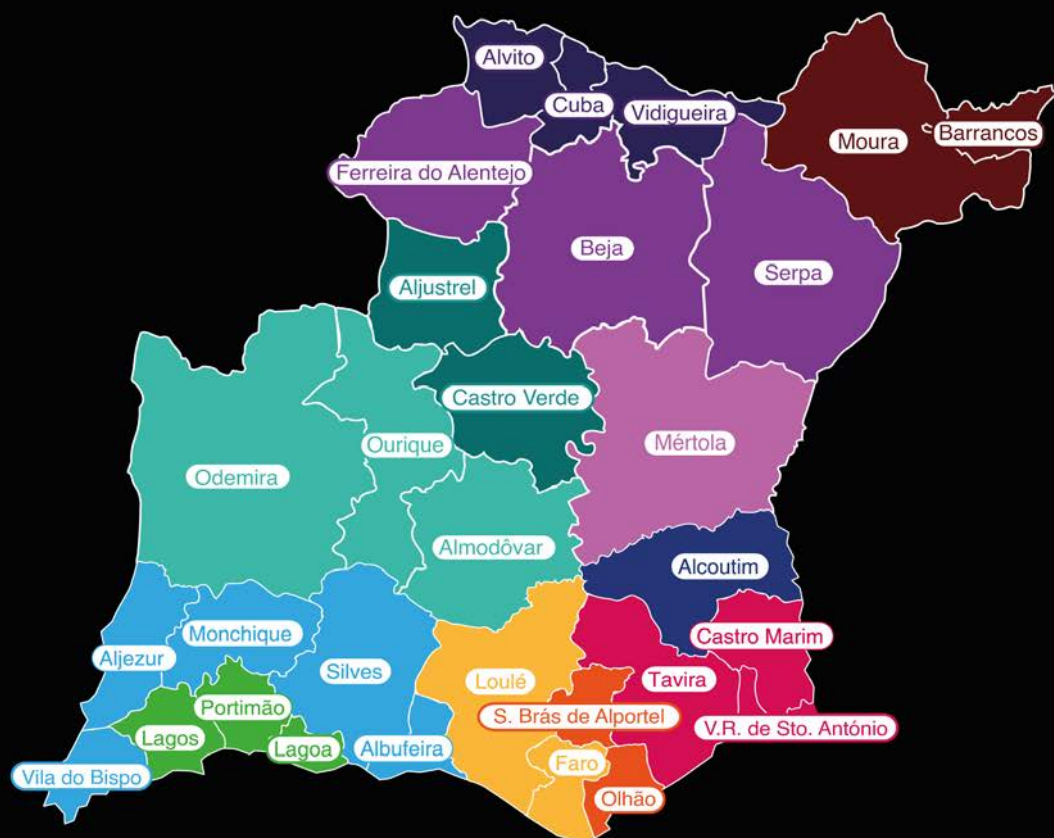 Alvito
Cuba
Vidigueira
Moura
Barrancos
Ferreira do Alentejo
Beja
Serpa
Aljustrel
Castro Verde
Ourique
Mértola
Odemira
Almodôvar
Alcoutim
Monchique
Castro Marim
Aljezur
Silves
Loulé
Tavira
Portimão
S. Brás de Alportel
V.R. de Sto. António
Lagos
Lagoa
Albufeira
Faro
Vila do Bispo
Olhão